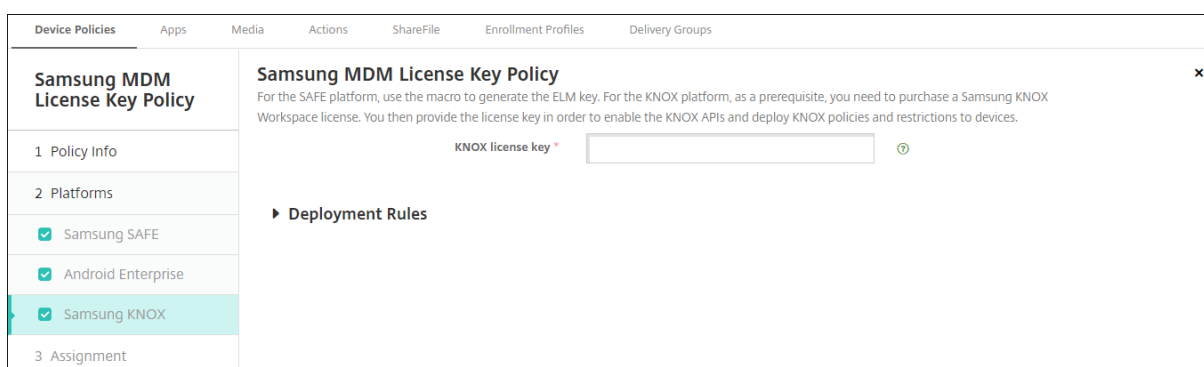 Device Policies Apps Media Actions ShareFile Enrollment Profiles Delivery Groups
Samsung MDM
License Key Policy
1 Policy Info
2 Platforms
Samsung SAFE
Android Enterprise
Samsung KNOX
3 Assignment
Samsung MDM License Key Policy
For the SAFE platform, use the macro to generate the ELM key. For the KNOX platform, as a prerequisite, you need to purchase a Samsung KNOX
Workspace license. You then provide the license key in order to enable the KNOX APIs and deploy KNOX policies and restrictions to devices.
KNOX license key *
Deployment Rules